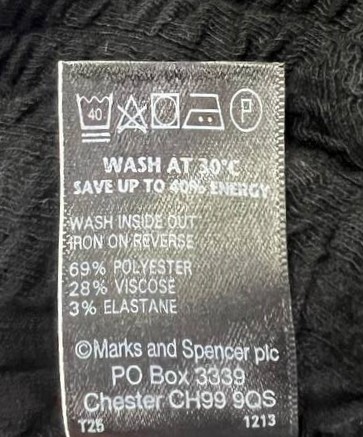 40 P
WASH AT 30°C
SAVE UP TO 40% ENERGY
WASH INSIDE OUT
IRON ON REVERSE
69% POLYESTER
28% VISCOSE
3% ELASTANE
©Marks and Spencer plc
PO Box 3339
Chester CH99 9QS
T25 1213